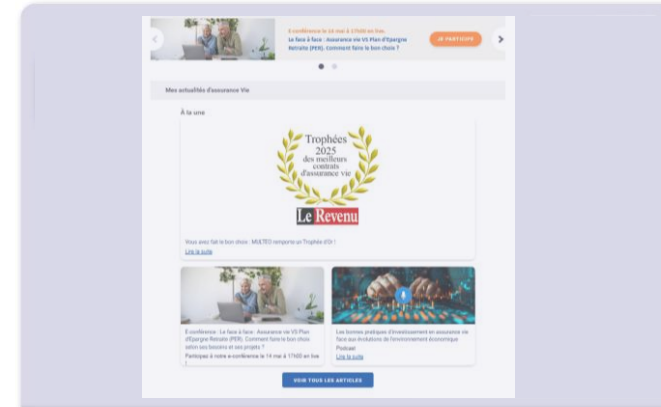 E conférence le 14 mai à 17h00 en live
Le face à face : Assurance vie VS Plan d'Epargne
Retraite (PER). Comment faire le bon choix ?
JE PARTICIPE
Mes actualités d'assurance Vie
À la une
Trophées
2025
des meilleurs
contrats
d'assurance vie
Le Revenu
Vous avez fait le bon choix : MULTEO remporte un Trophée d'Or !
Lire la suite
E conférence : Le face à face : Assurance vie VS Plan
d'Epargne Retraite (PER). Comment faire le bon choix
selon ses besoins et ses projets ?
Participez à notre e-conférence le 14 mai à 17h00 en live
!
Les bonnes pratiques d'investissement en assurance vie
face aux évolutions de l'environnement économique
Podcast
Lire la suite
VOIR TOUS LES ARTICLES